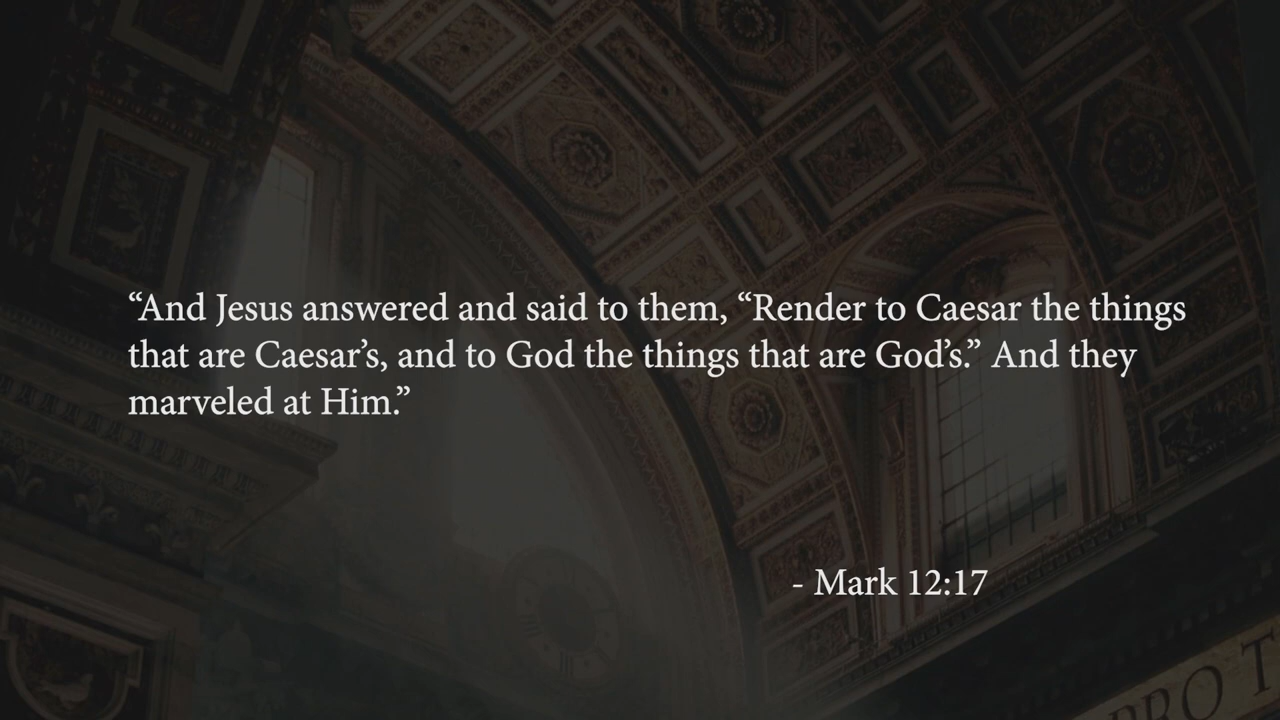 “And Jesus answered and said to them, “Render to Caesar the things
that are Caesar’s, and to God the things that are God’s.” And they
marveled at Him.”
- Mark 12:17
PRO T